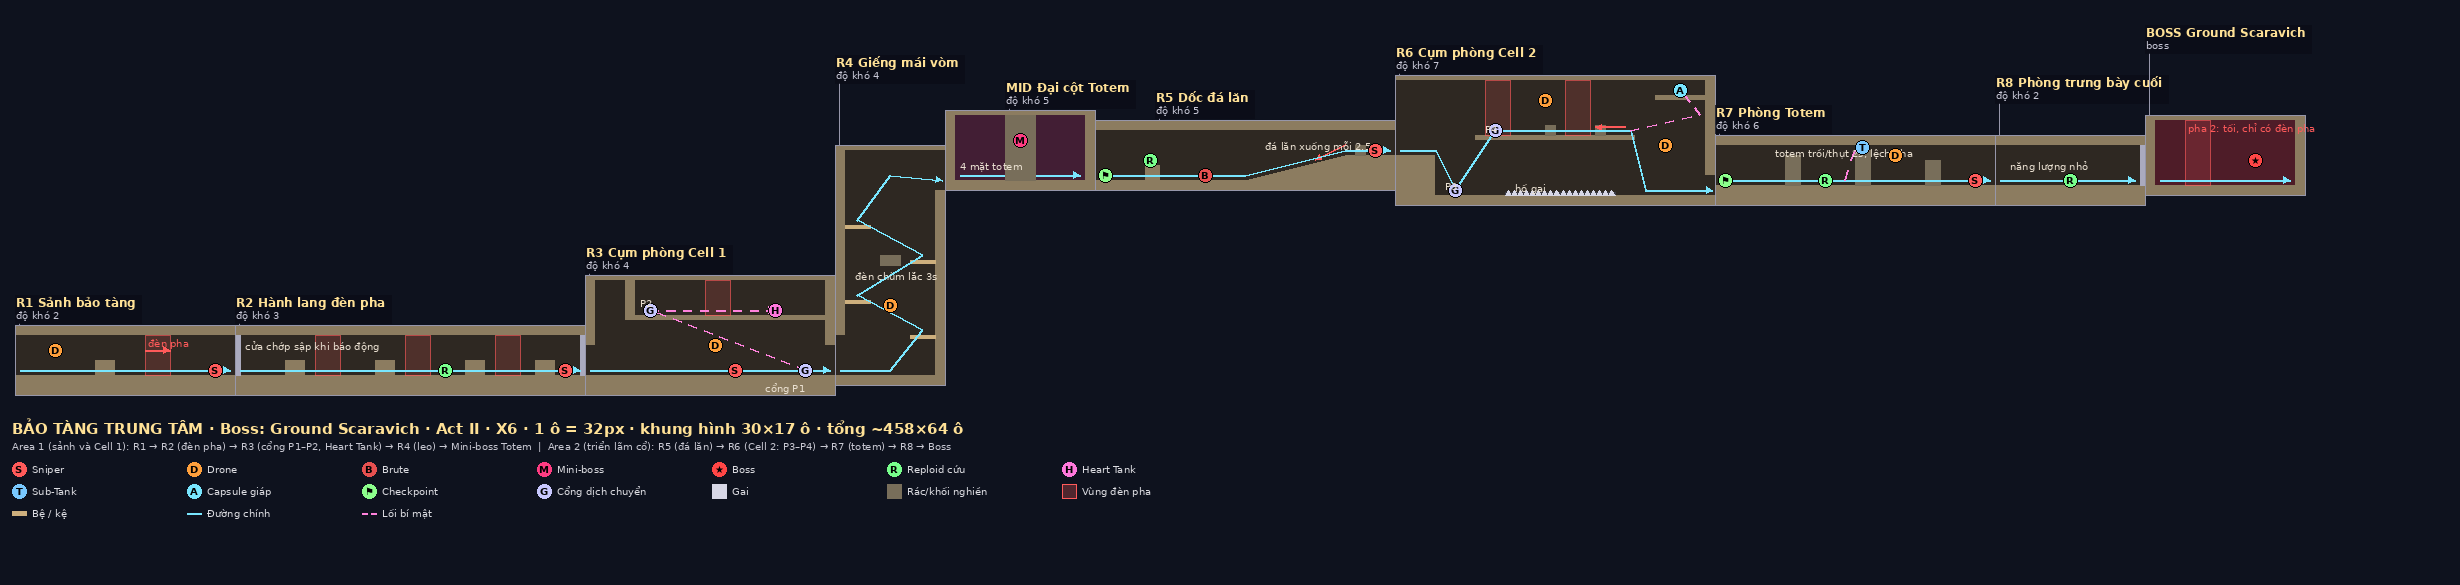 BOSS Ground Scaravich
boss
R6 Cụm phòng Cell 2
độ khó 7
R4 Giếng mái vòm
độ khó 4
MID Đại cột Totem
độ khó 5
R5 Dốc đá lăn
độ khó 5
R8 Phòng trưng bày cuối
độ khó 2
R7 Phòng Totem
độ khó 6
A
D
M
4 mặt totem
R
B
đá lăn xuống mỗi 2,5
S
G
D
G
hố gai
totem trồi/thụt
T
D
R
S
năng lượng nhỏ
R
pha 2: tối, chỉ có đèn pha
★
R3 Cụm phòng Cell 1
độ khó 4
đèn chùm lắc 3s
D
R1 Sảnh bảo tàng
độ khó 2
R2 Hành lang đèn pha
độ khó 3
P2
G
H
D
đèn pha
cửa chớp sập khi báo động
D
S
R
S
S
G
cổng P1
BẢO TÀNG TRUNG TÂM · Boss: Ground Scaravich · Act II · X6 · 1 ô = 32px · khung hình 30×17 ô · tổng ~458×64 ô
Area 1 (sảnh và Cell 1): R1 → R2 (đèn pha) → R3 (cổng P1–P2, Heart Tank) → R4 (leo) → Mini-boss Totem | Area 2 (triển lãm cổ): R5 (đá lăn) → R6 (Cell 2: P3–P4) → R7 (totem) → R8 → Boss
S Sniper
D Drone
B Brute
M Mini-boss
★ Boss
R Reploid cứu
H Heart Tank
T Sub-Tank
A Capsule giáp
⚑ Checkpoint
G Cổng dịch chuyển
Gai
Rác/khối nghiền
Vùng đèn pha
Bệ / kệ
Đường chính
Lối bí mật